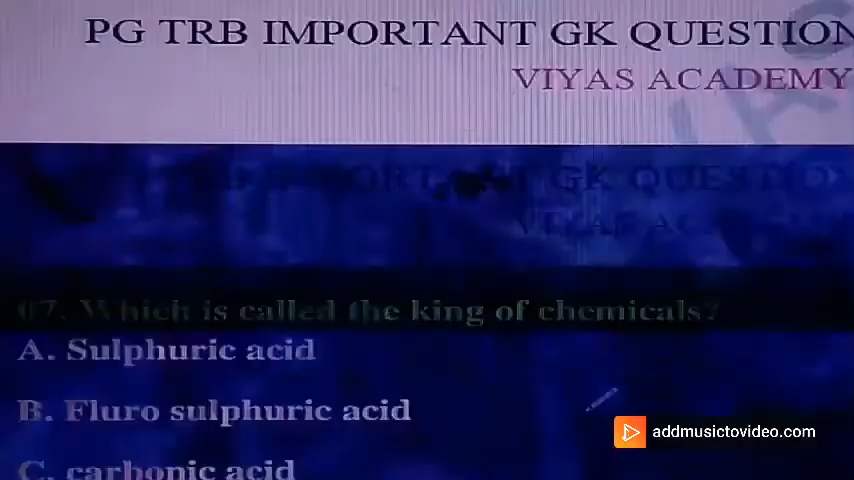 PG TRB IMPORTANT GK QUESTION
VIYAS ACADEMY
07. Which is called the king of chemicals?
A. Sulphuric acid
B. Fluro sulphuric acid
C. carbonic acid
addmusictovideo.com